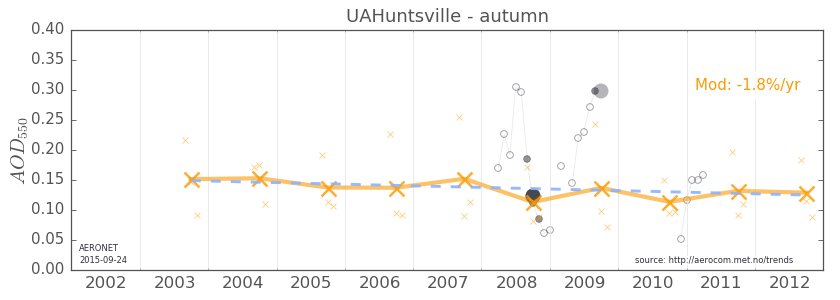 UAHuntsville - autumn
0.40
0.35
0.30
0.25
0.20
0.15
0.10
0.05
0.00
AOD550
Mod: -1.8%/yr
AERONET
2015-09-24
source: http://aerocom.met.no/trends
2002 2003 2004 2005 2006 2007 2008 2009 2010 2011 2012